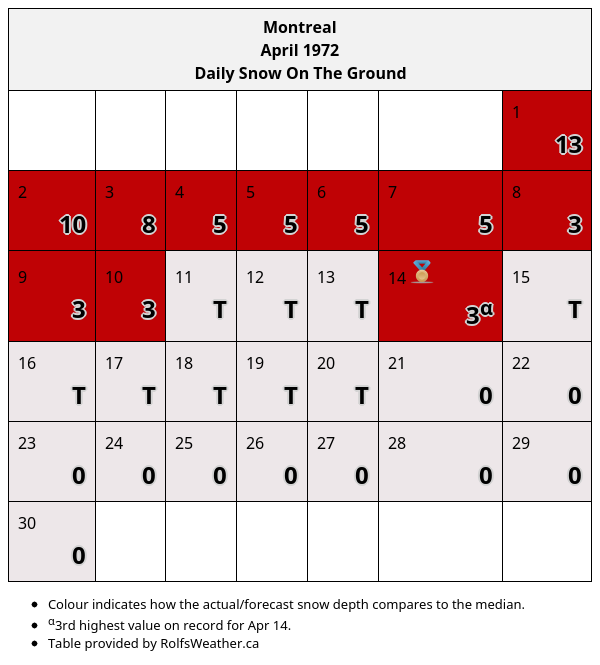 Montreal
April 1972
Daily Snow On The Ground
1
13
2 3 4 5 6 7 8
10 8 5 5 5 5 3
9 10 11 12 13 14 15
3 3 T T T 3α T
16 17 18 19 20 21 22
T T T T T 0 0
23 24 25 26 27 28 29
0 0 0 0 0 0 0
30
0
• Colour indicates how the actual/forecast snow depth compares to the median.
• α3rd highest value on record for Apr 14.
• Table provided by RolfsWeather.ca